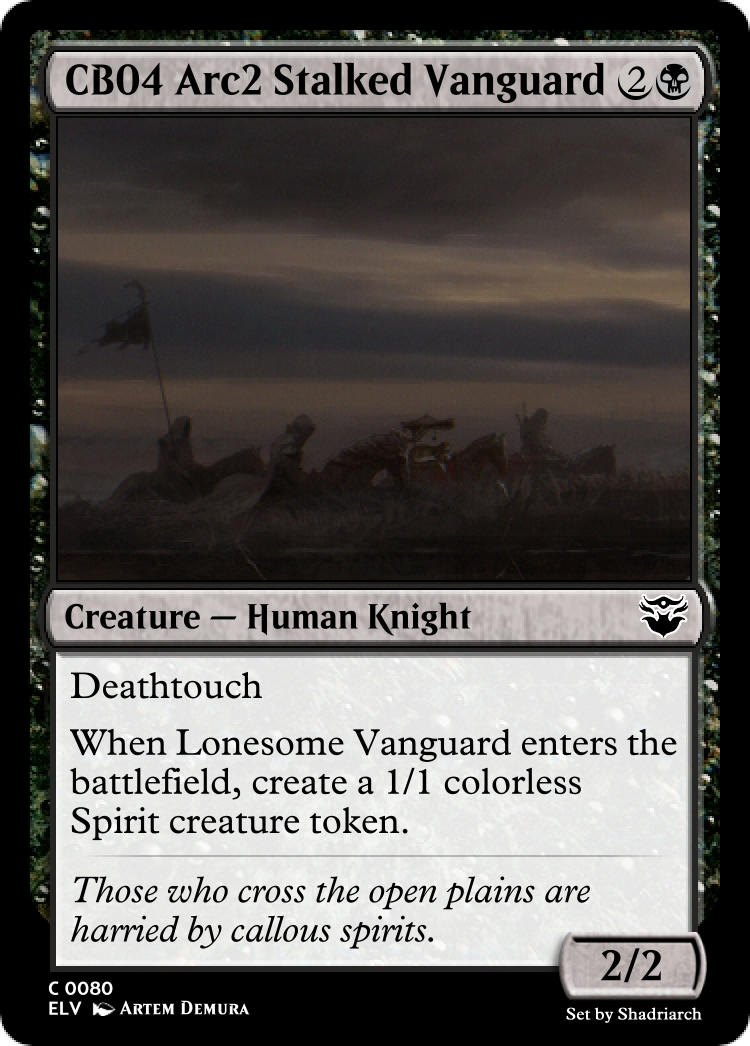 CB04 Arc2 Stalked Vanguard 2
Creature — Human Knight
Deathtouch
When Lonesome Vanguard enters the
battlefield, create a 1/1 colorless
Spirit creature token.
Those who cross the open plains are
harried by callous spirits.
2/2
C 0080
ELV Artem Demura
Set by Shadriarch